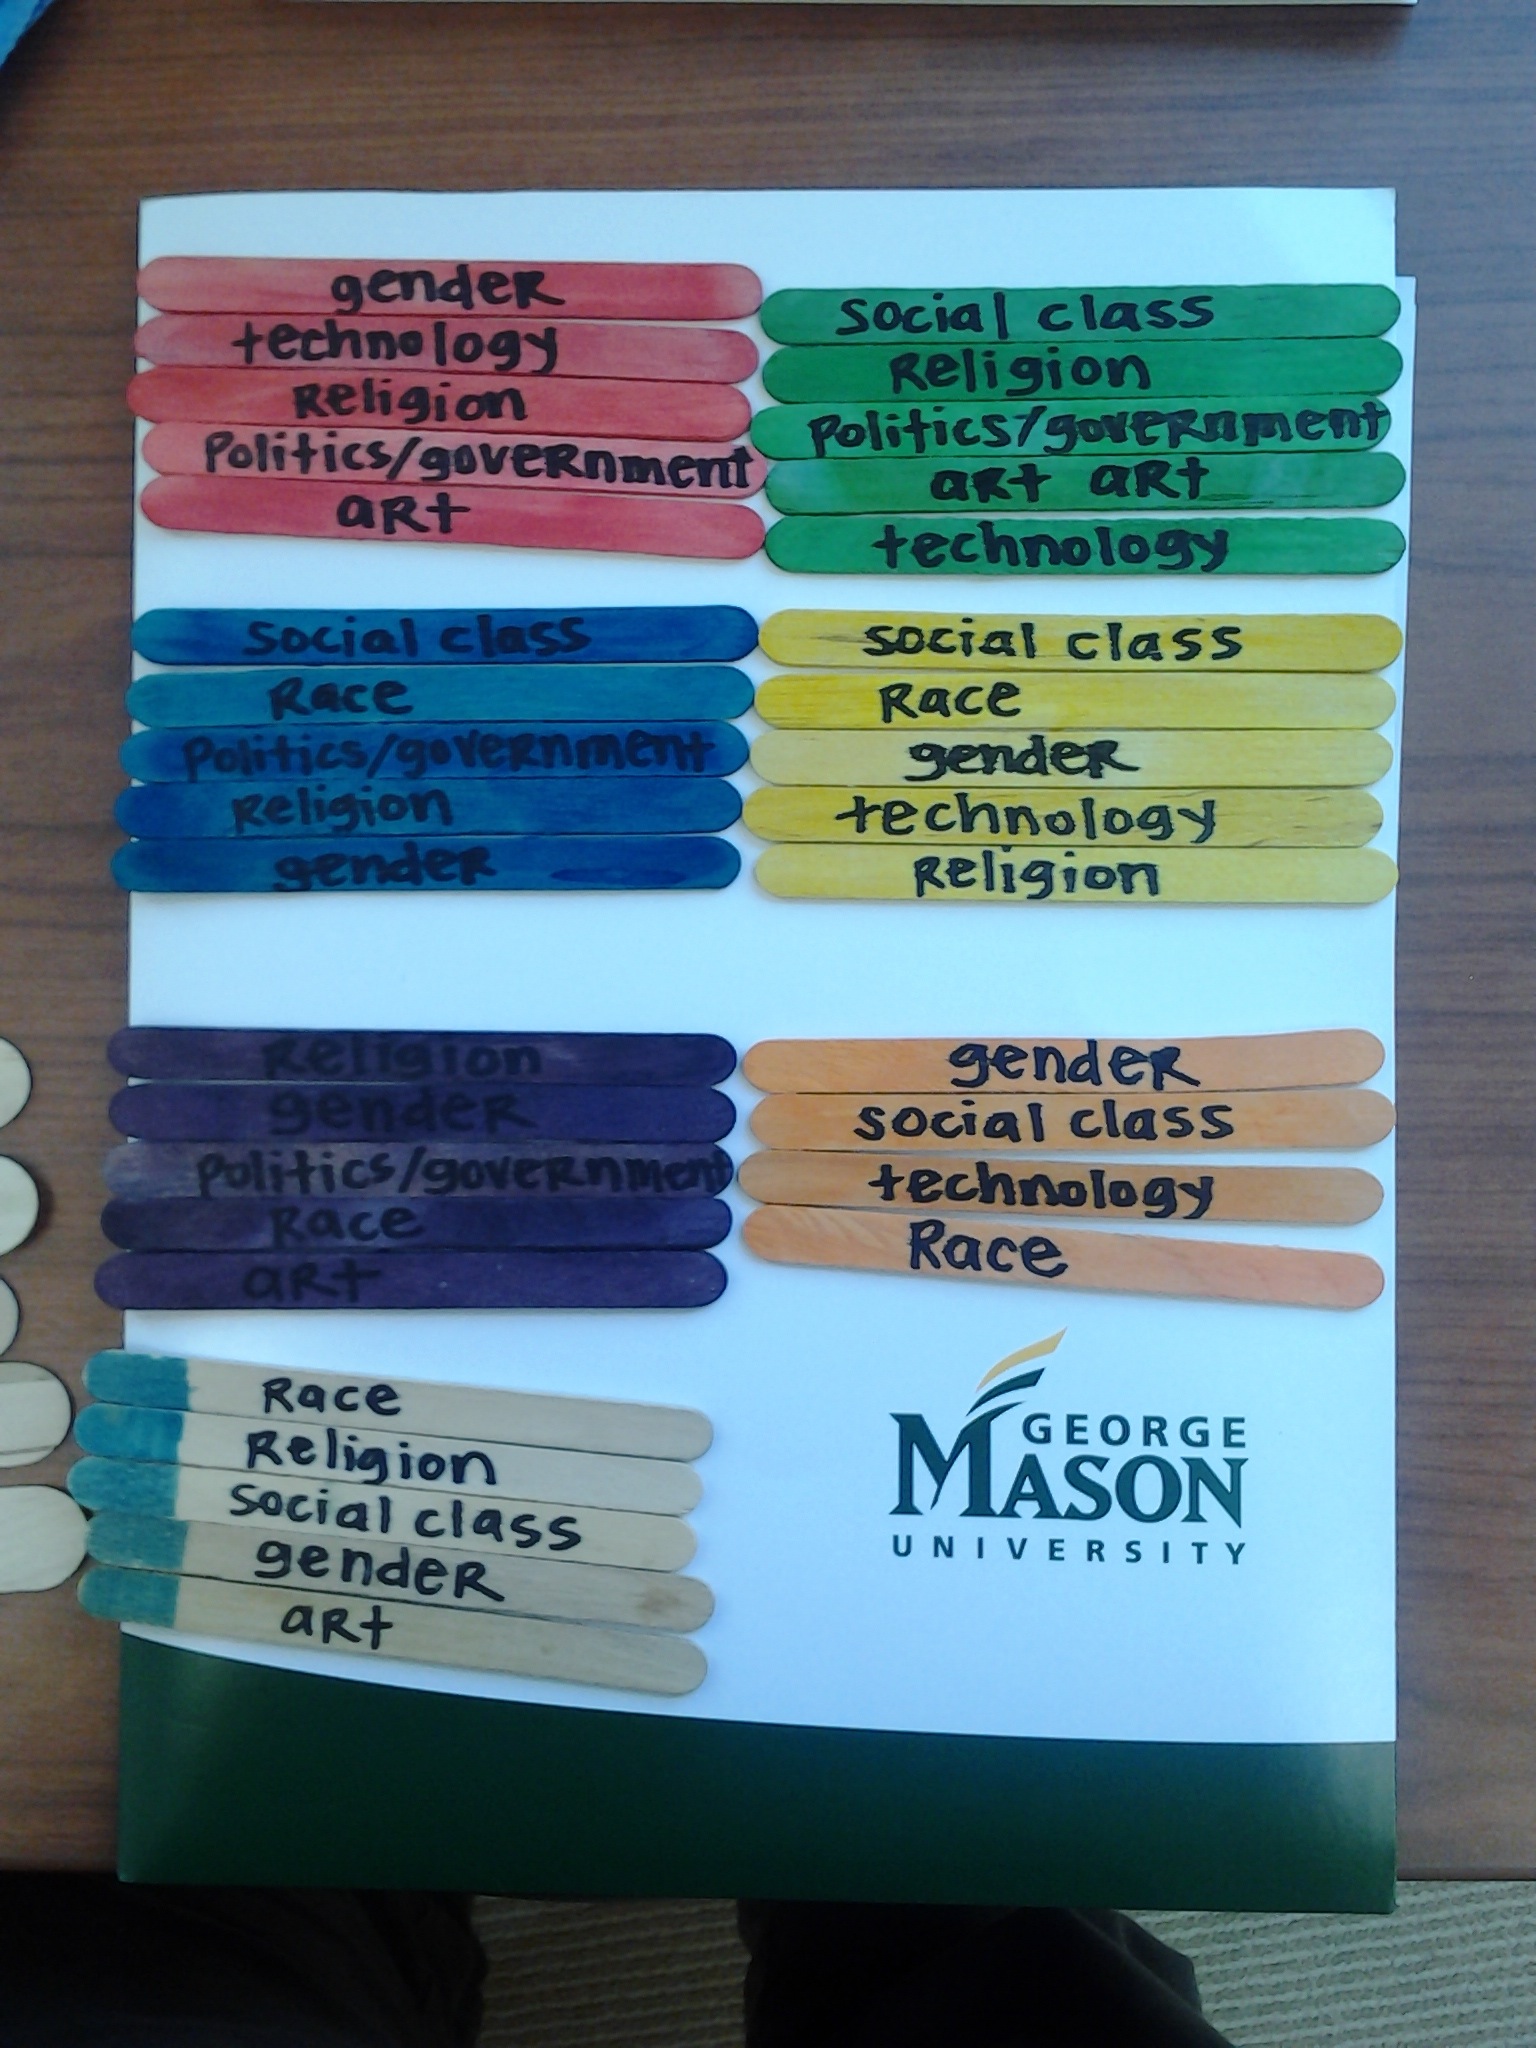 gender
technology
Religion
Politics/government
art
social class
Religion
Politics/government
art art
technology
social class
Race
Politics/government
Religion
gender
social class
Race
gender
technology
Religion
Religion
gender
Politics/government
Race
art
gender
social class
technology
Race
Race
Religion
social class
gender
art
GEORGE
MASON
UNIVERSITY